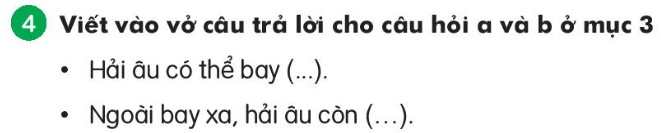 4 Viết vào vở câu trả lời cho câu hỏi a và b ở mục 3
• Hải âu có thể bay (...).
• Ngoài bay xa, hải âu còn (...).